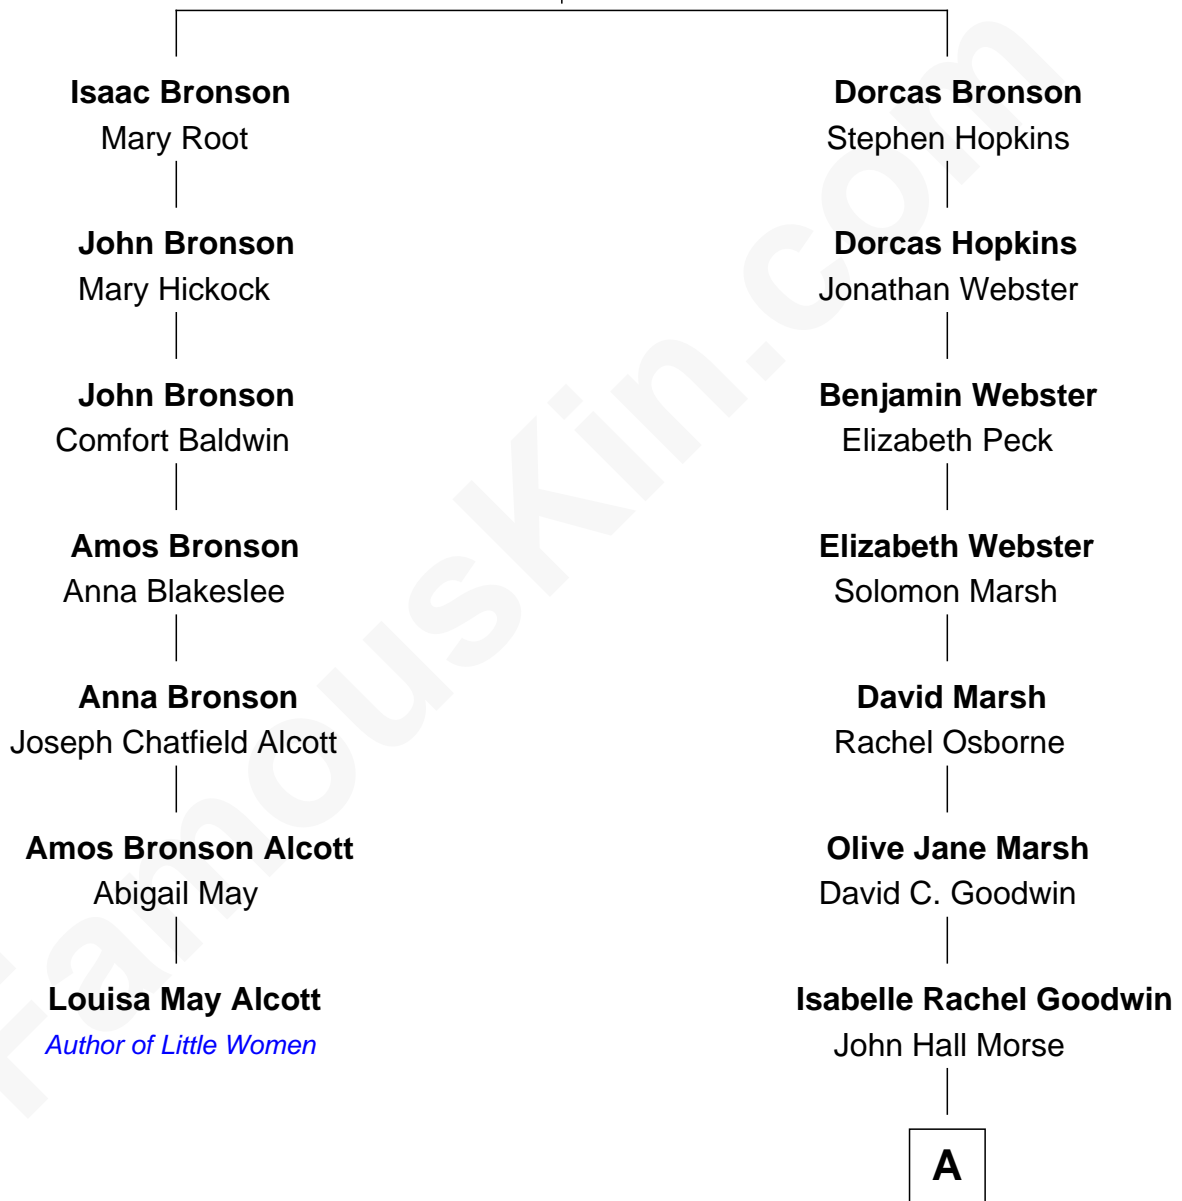 Isaac Bronson
Mary Root
Dorcas Bronson
Stephen Hopkins
John Bronson
Mary Hickock
Dorcas Hopkins
Jonathan Webster
John Bronson
Comfort Baldwin
Benjamin Webster
Elizabeth Peck
Amos Bronson
Anna Blakeslee
Elizabeth Webster
Solomon Marsh
Anna Bronson
Joseph Chatfield Alcott
David Marsh
Rachel Osborne
Amos Bronson Alcott
Abigail May
Olive Jane Marsh
David C. Goodwin
Louisa May Alcott
Author of Little Women
Isabelle Rachel Goodwin
John Hall Morse
A
FamousKin.com